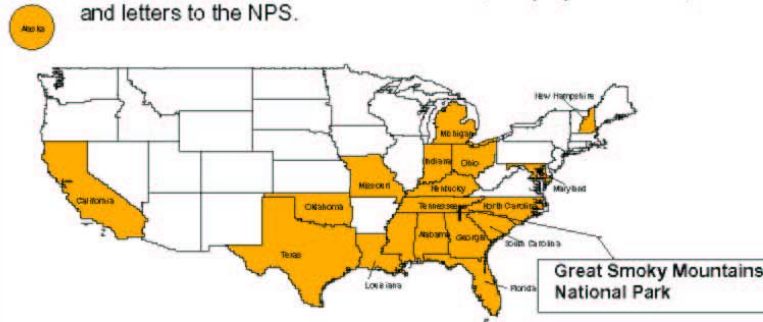 and letters to the NPS.
Alaska
New Hampshire
Michigan
Indiana
Ohio
Missouri
Kentucky
Maryland
California
Oklahoma
Tennessee
North Carolina
Alabama
Georgia
South Carolina
Texas
Louisiana
Florida
Great Smoky Mountains
National Park